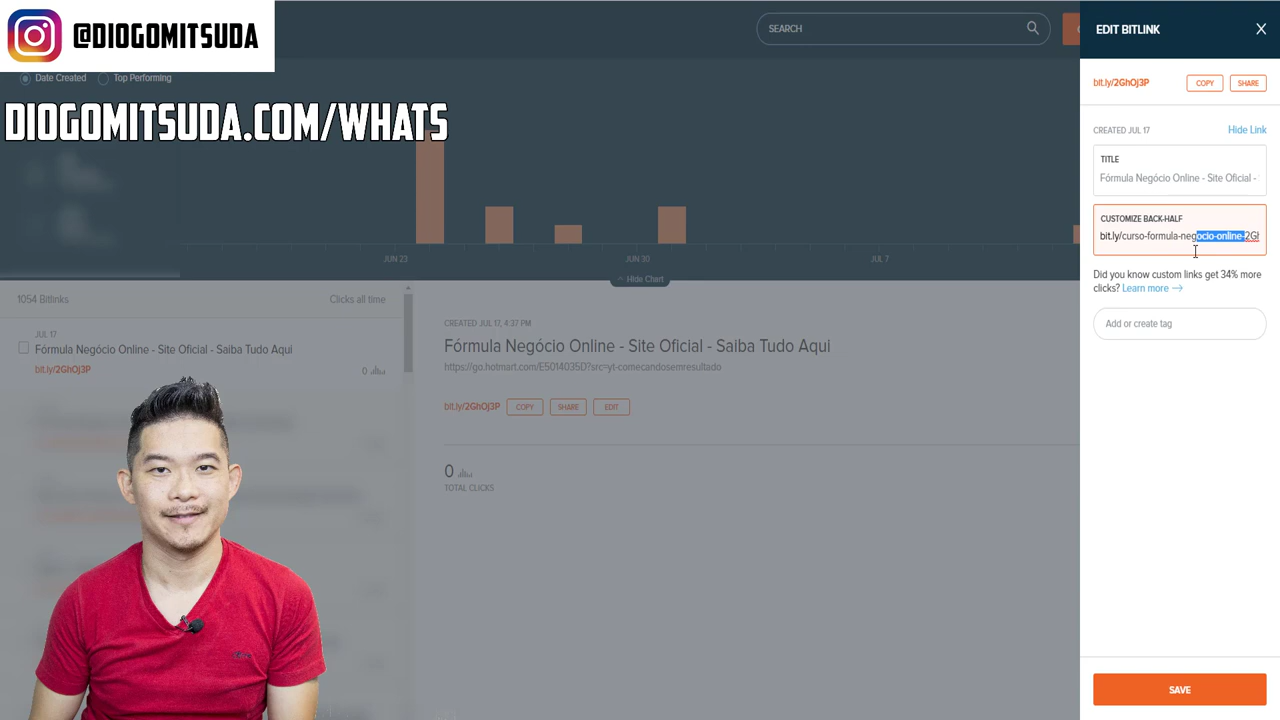 @DIOGOMITSUDA
DIOGOMITSUDA.COM/WHATS
SEARCH
Date Created
Top Performing
JUN 23
JUN 30
JUL 7
Hide Chart
1054 Bitlinks
Clicks all time
JUL 17
Fórmula Negócio Online - Site Oficial - Saiba Tudo Aqui
bit.ly/2GhOj3P
0
CREATED JUL 17, 4:37 PM
Fórmula Negócio Online - Site Oficial - Saiba Tudo Aqui
https://go.hotmart.com/E5014035D?src=yt-comecandosemresultado
bit.ly/2GhOj3P COPY SHARE EDIT
0
TOTAL CLICKS
EDIT BITLINK X
bit.ly/2GhOj3P COPY SHARE
CREATED JUL 17 Hide Link
TITLE
Fórmula Negócio Online - Site Oficial -
CUSTOMIZE BACK-HALF
bit.ly/curso-formula-negocio-online-2Gh
Did you know custom links get 34% more
clicks? Learn more →
Add or create tag
SAVE